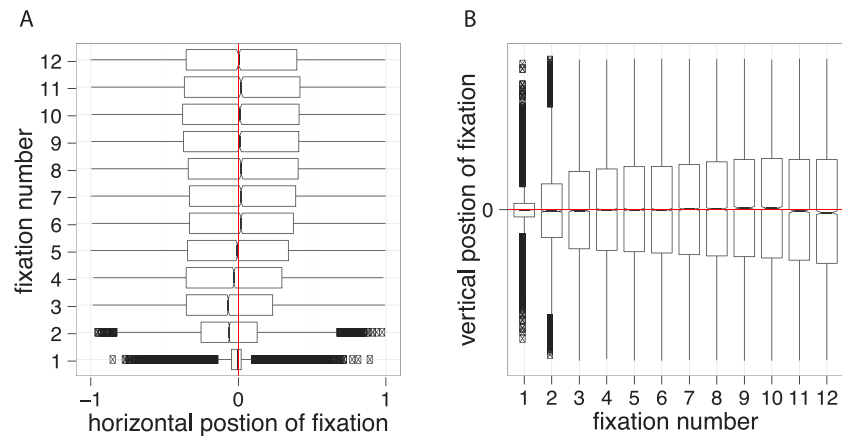 A
fixation number
12
11
10
9
8
7
6
5
4
3
2
1
−1 0 1
horizontal postion of fixation
B
vertical postion of fixation
0
1 2 3 4 5 6 7 8 9 10 11 12
fixation number